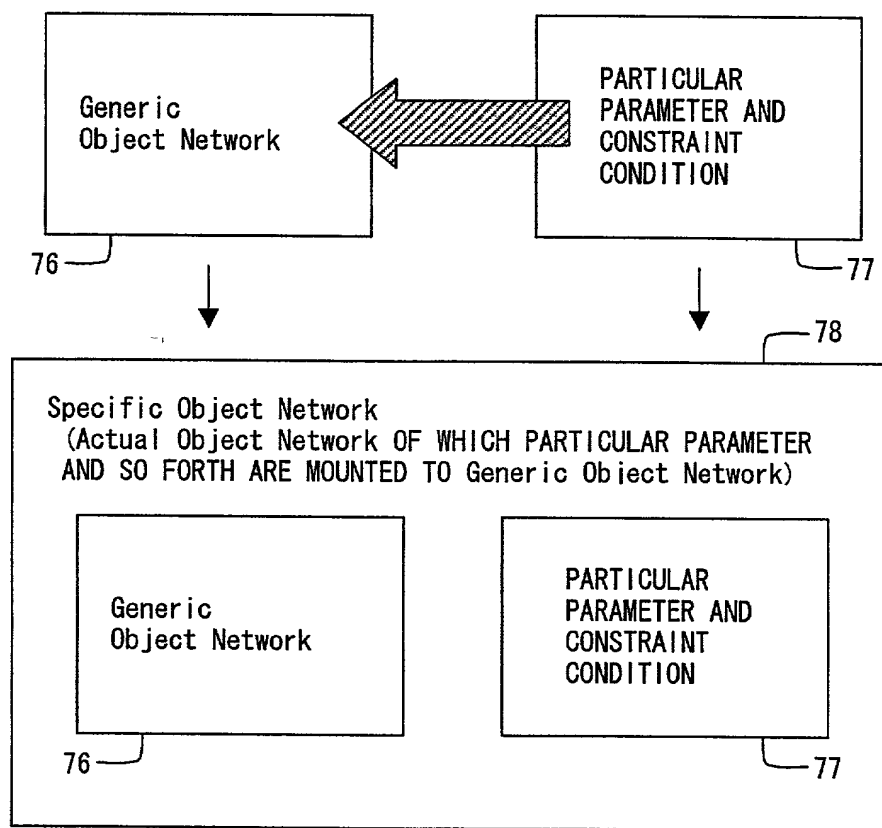 Generic
Object Network
PARTICULAR
PARAMETER AND
CONSTRAINT
CONDITION
76
77
78
Specific Object Network
(Actual Object Network OF WHICH PARTICULAR PARAMETER
AND SO FORTH ARE MOUNTED TO Generic Object Network)
Generic
Object Network
PARTICULAR
PARAMETER AND
CONSTRAINT
CONDITION
76
77